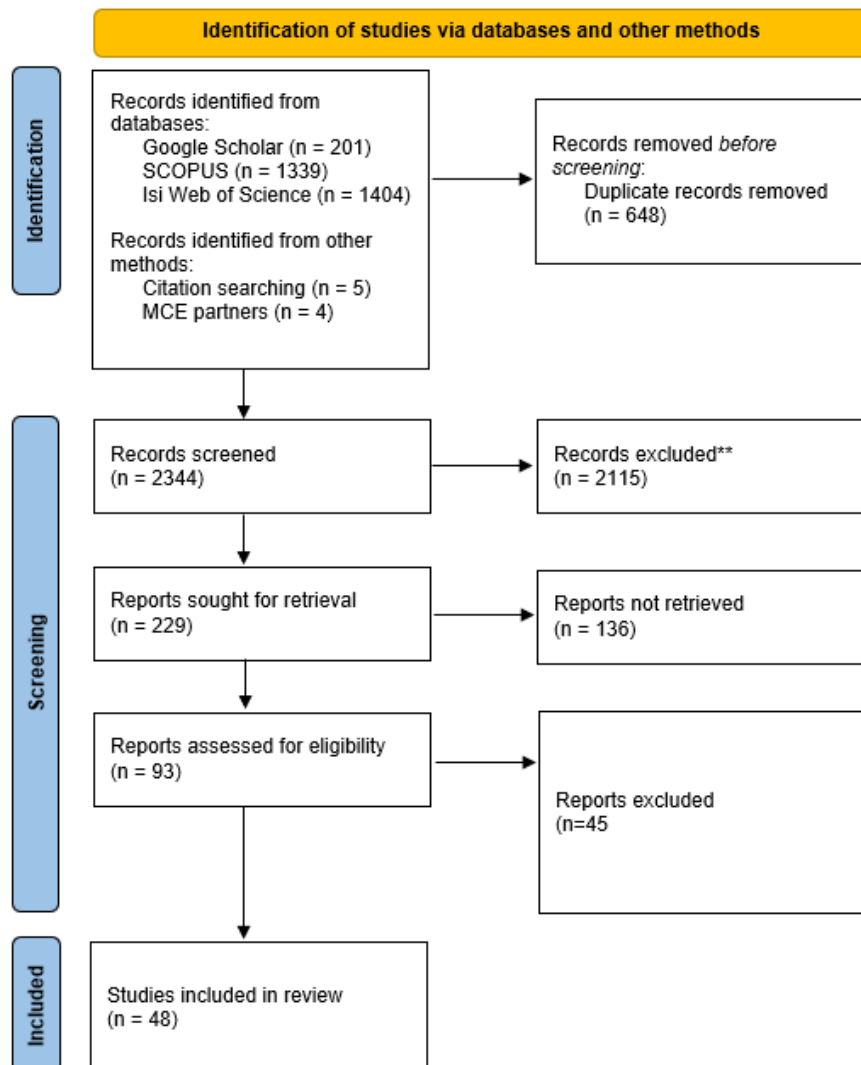 Identification of studies via databases and other methods
Identification
Records identified from
databases:
Google Scholar (n = 201)
SCOPUS (n = 1339)
Isi Web of Science (n = 1404)
Records identified from other
methods:
Citation searching (n = 5)
MCE partners (n = 4)
Records removed before
screening:
Duplicate records removed
(n = 648)
Screening
Records screened
(n = 2344)
Records excluded**
(n = 2115)
Reports sought for retrieval
(n = 229)
Reports not retrieved
(n = 136)
Reports assessed for eligibility
(n = 93)
Reports excluded
(n=45
Included
Studies included in review
(n = 48)